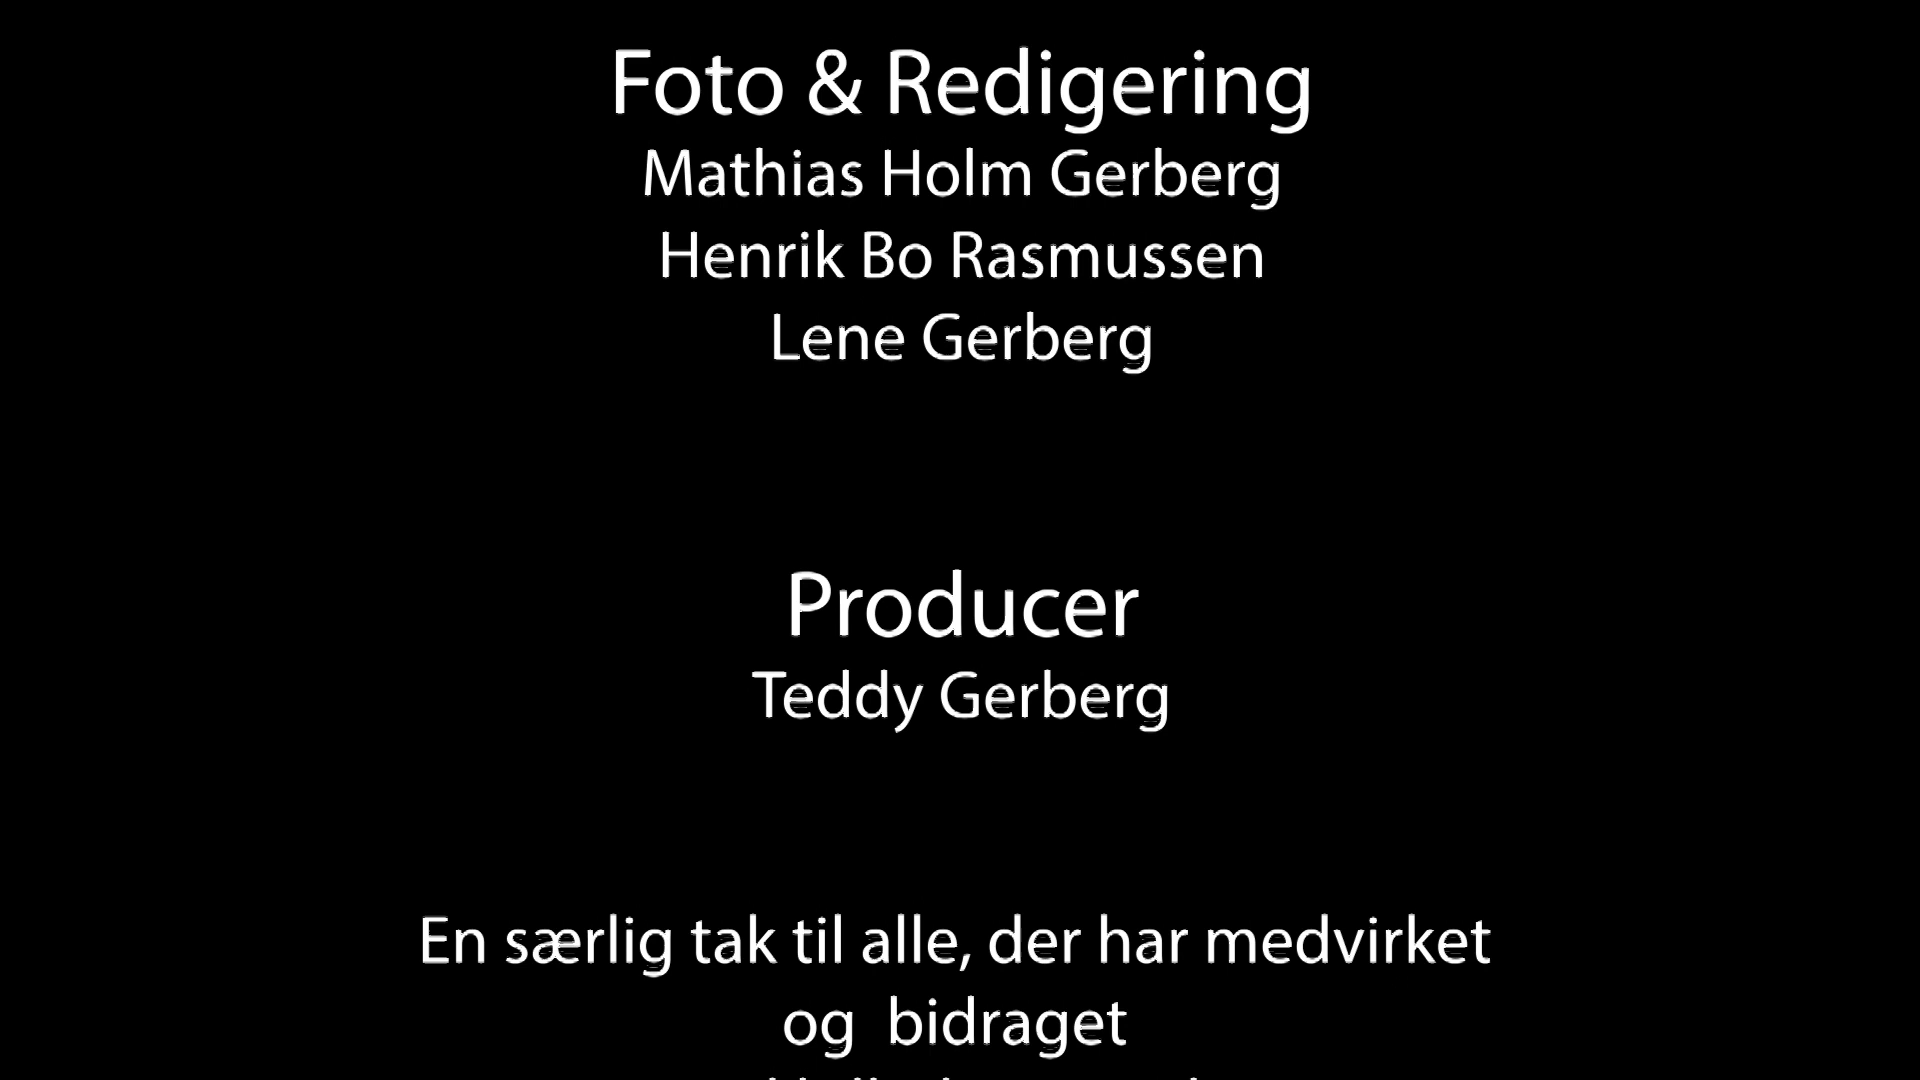 Foto & Redigering
Mathias Holm Gerberg
Henrik Bo Rasmussen
Lene Gerberg
Producer
Teddy Gerberg
En særlig tak til alle, der har medvirket
og bidraget